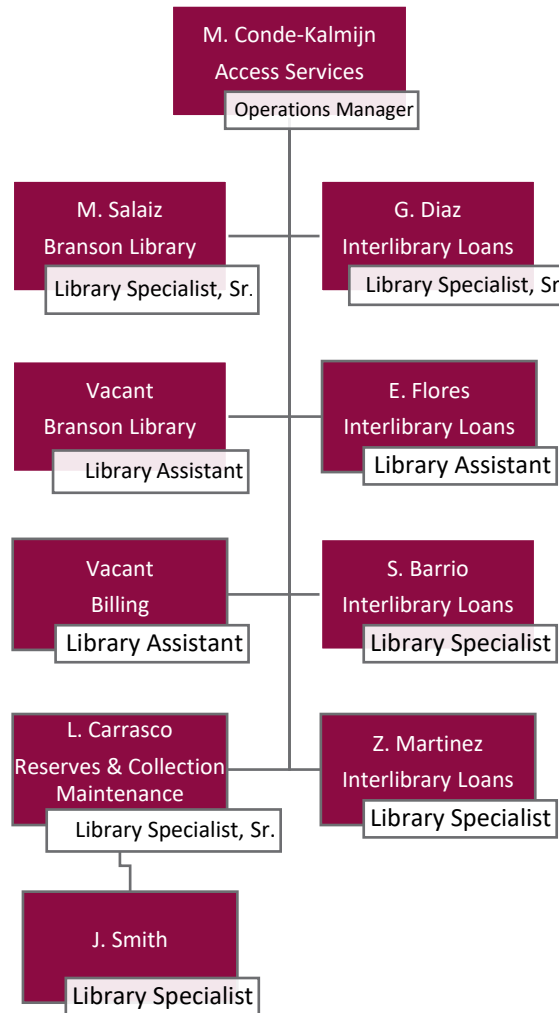 M. Conde-Kalmijn
Access Services
Operations Manager
M. Salaiz
Branson Library
Library Specialist, Sr.
G. Diaz
Interlibrary Loans
Library Specialist, Sr
Vacant
Branson Library
Library Assistant
E. Flores
Interlibrary Loans
Library Assistant
Vacant
Billing
Library Assistant
S. Barrio
Interlibrary Loans
Library Specialist
L. Carrasco
Reserves & Collection
Maintenance
Library Specialist, Sr.
Z. Martinez
Interlibrary Loans
Library Specialist
J. Smith
Library Specialist